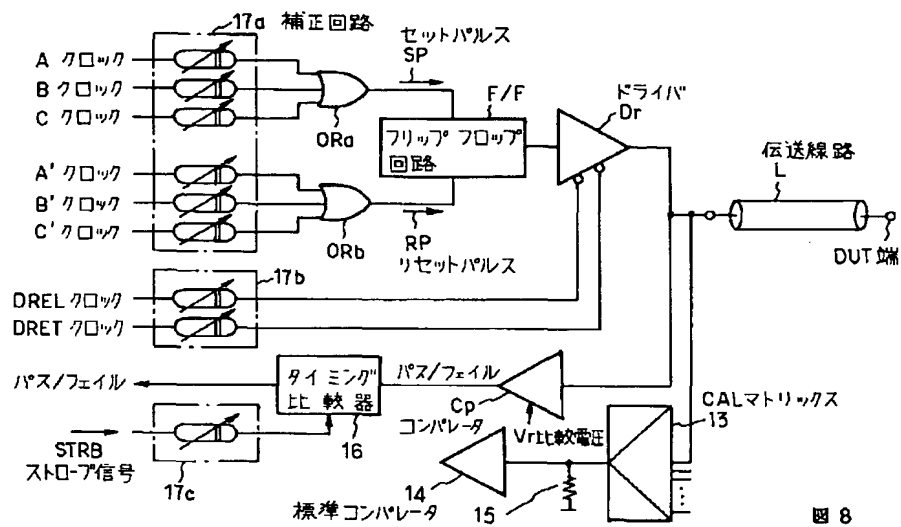 17a 補正回路
A クロック
B クロック
C クロック
ORa
セットパルス
SP
F/F
フリップ フロップ
回路
ドライバ
Dr
伝送線路
L
DUT 端
A' クロック
B' クロック
C' クロック
ORb
RP
リセットパルス
17b
DREL クロック
DRET クロック
パス/フェイル
タイミング
比較器
16
パス/フェイル
Cp
コンパレータ
Vr比較電圧
CALマトリックス
13
STRB
ストローブ信号
17c
14
標準コンパレータ
15
図 8